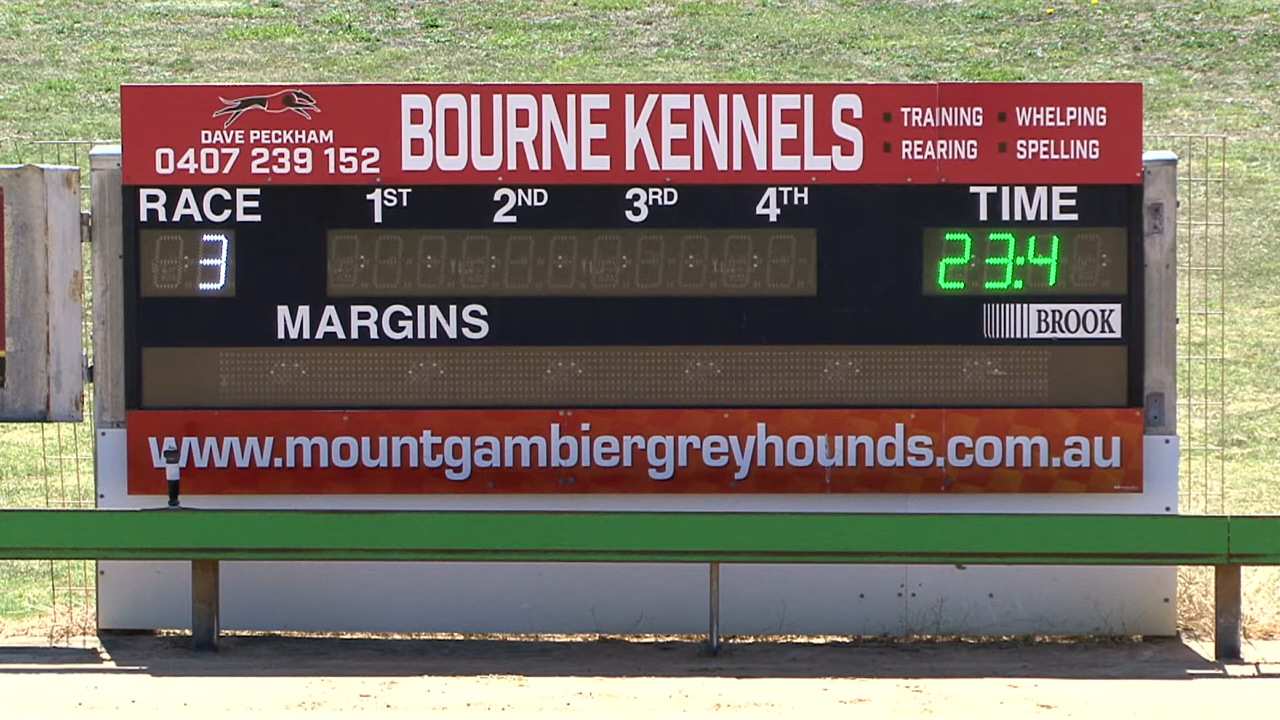 DAVE PECKHAM
0407 239 152
BOURNE KENNELS
TRAINING WHELPING
REARING SPELLING
RACE 1ST 2ND 3RD 4TH TIME
3 23:4
MARGINS
BROOK
www.mountgambiergreyhounds.com.au